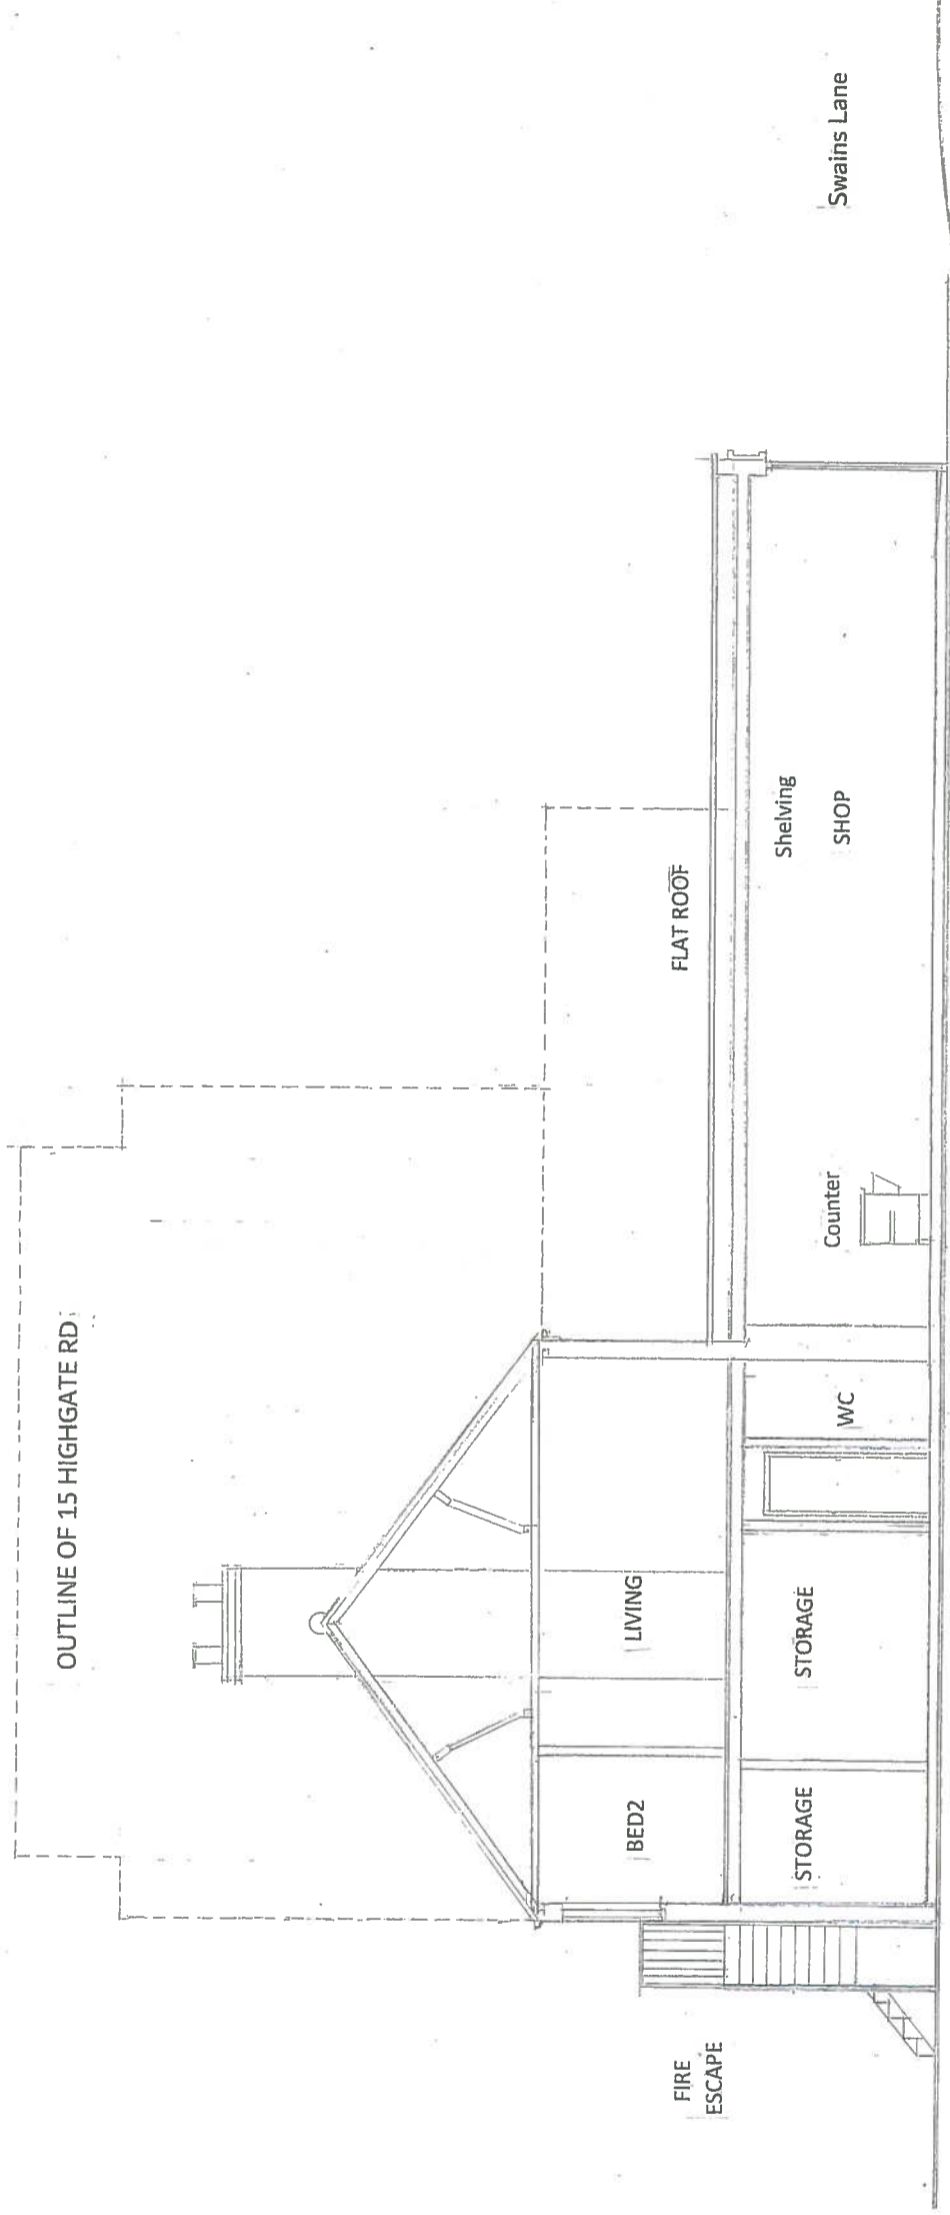 OUTLINE OF 15 HIGHGATE RD
FLAT ROOF
FIRE
ESCAPE
BED2
LIVING
Shelving
SHOP
Swains Lane
STORAGE
STORAGE
WC
Counter